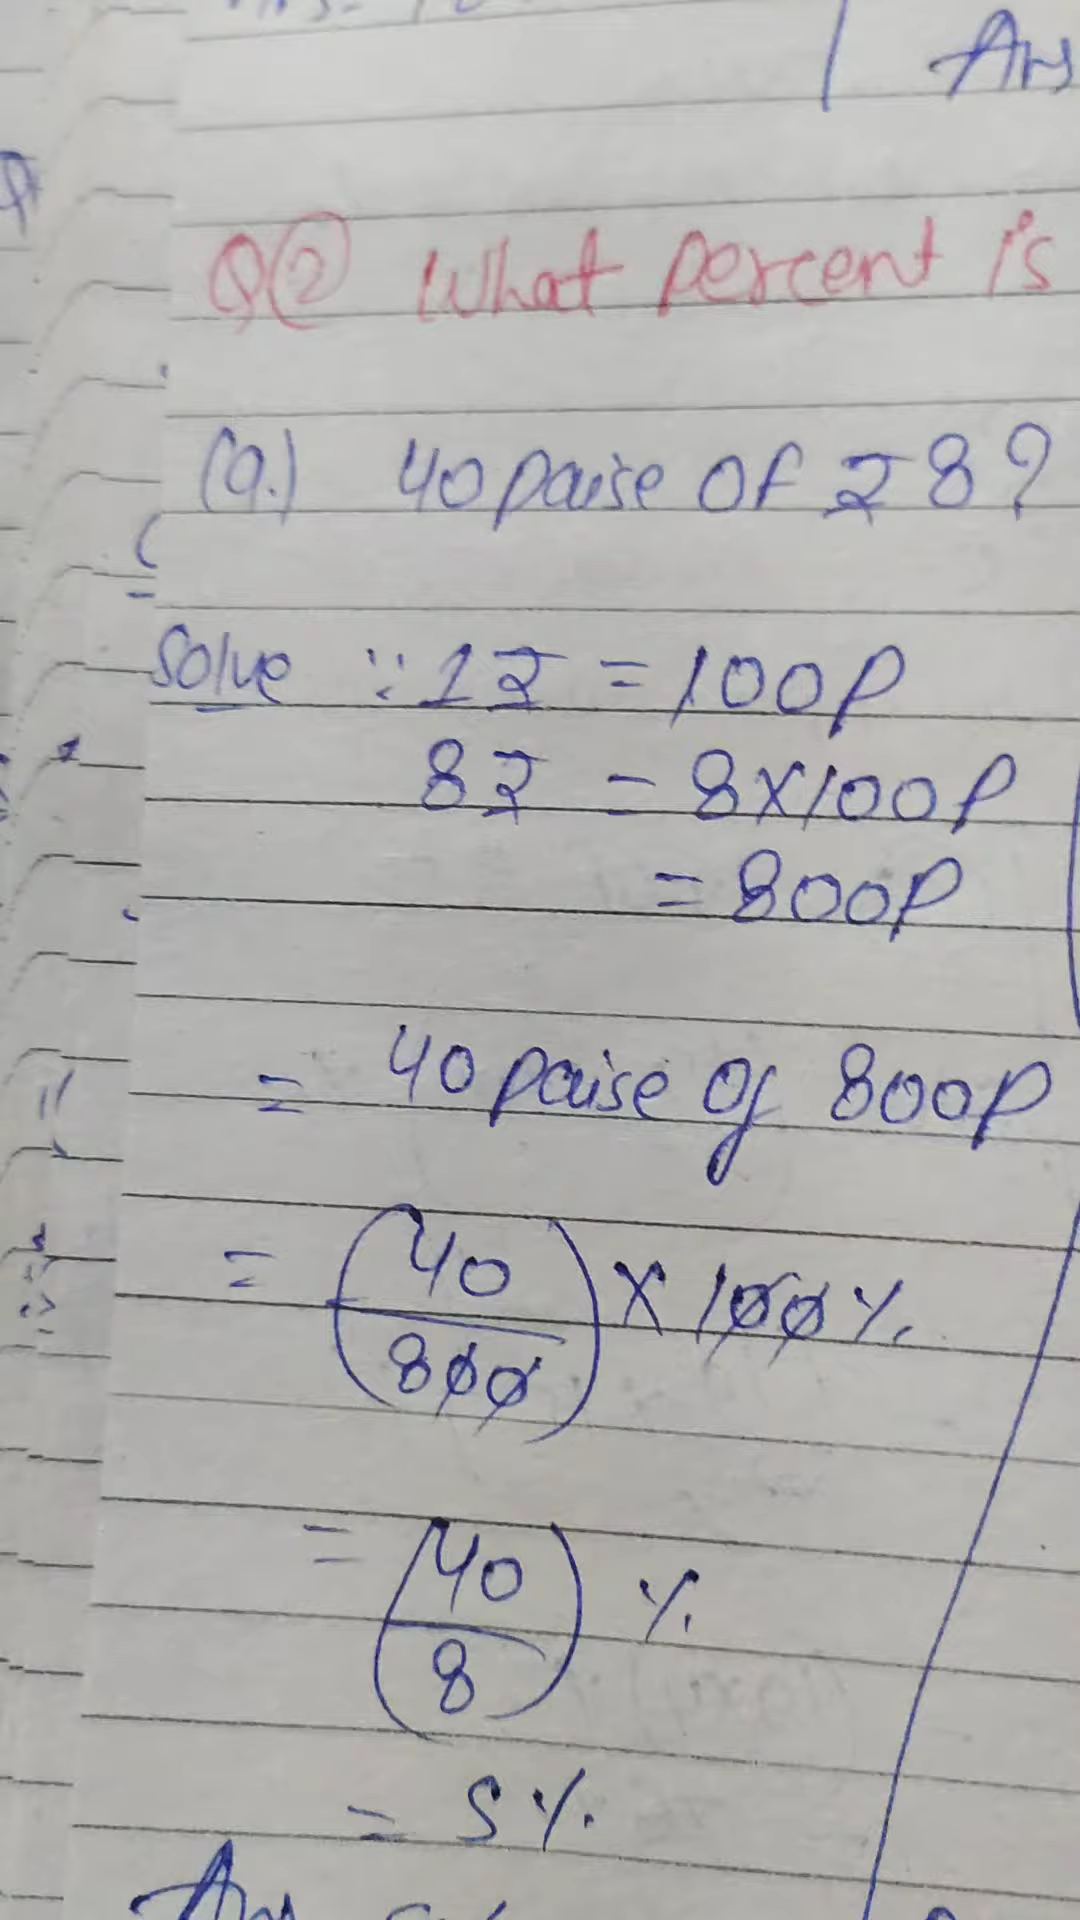 Ans
Q② What percent is
(a.) 40 paise of ₹ 8?
Solve ∵ 1₹ = 100P
8₹ = 8×100P
= 800P
= 40 paise of 800P
= (40/800) × 100%
= (40/8) %
= 5%
Ans